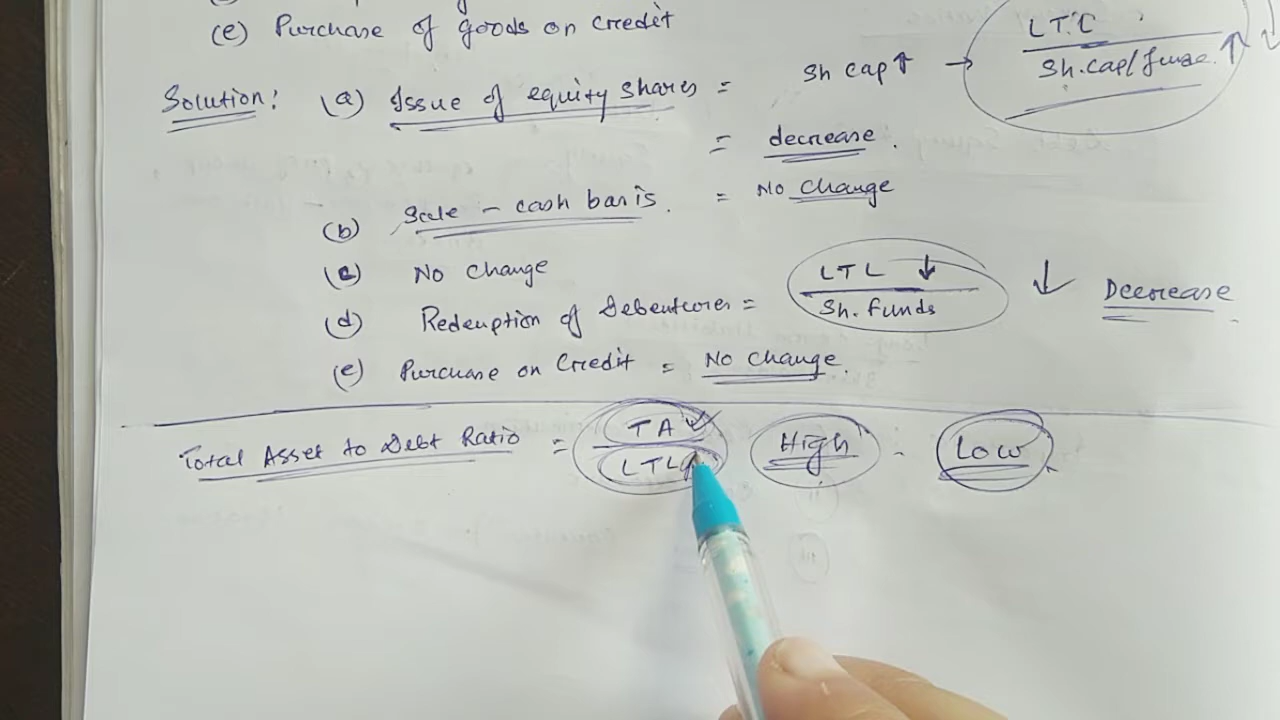 (e) Purchase of goods on credit
LTL
Sh. cap/funds. ↑ ↓
Solution: (a) Issue of equity shares = Sh cap ↑ →
= decrease.
(b) Sale - cash basis. = No change
(c) No change
(d) Redemption of Debentures = LTL ↓ / Sh. funds ↓ Decrease
(e) Purchase on Credit = No change.
Total Asset to Debt Ratio = TA / LTL High - Low